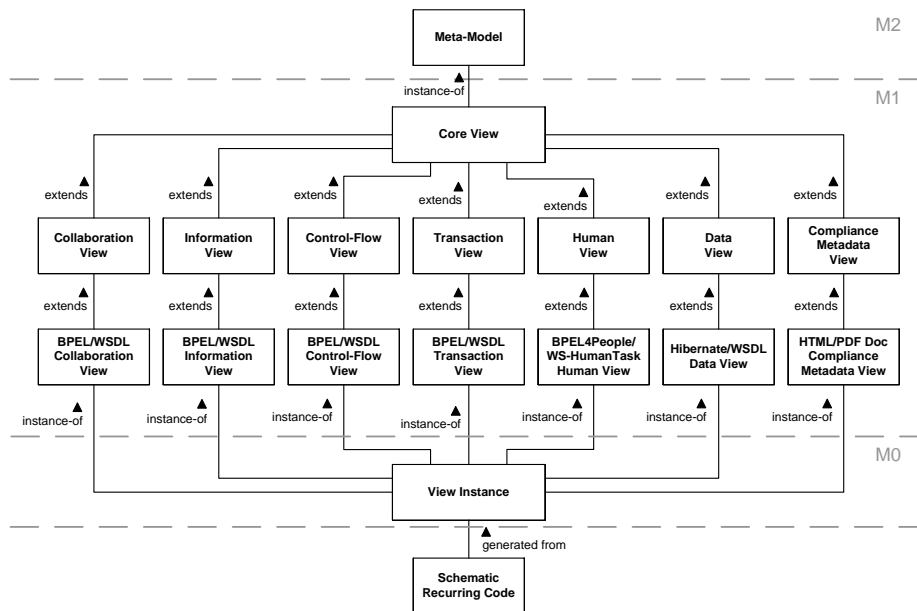 Meta-Model
M2
instance-of
M1
Core View
extends extends extends extends extends extends extends
Collaboration View
Information View
Control-Flow View
Transaction View
Human View
Data View
Compliance Metadata View
extends extends extends extends extends extends extends
BPEL/WSDL Collaboration View
BPEL/WSDL Information View
BPEL/WSDL Control-Flow View
BPEL/WSDL Transaction View
BPEL4People/ WS-HumanTask Human View
Hibernate/WSDL Data View
HTML/PDF Doc Compliance Metadata View
instance-of instance-of instance-of instance-of instance-of instance-of instance-of
M0
View Instance
generated from
Schematic
Recurring Code